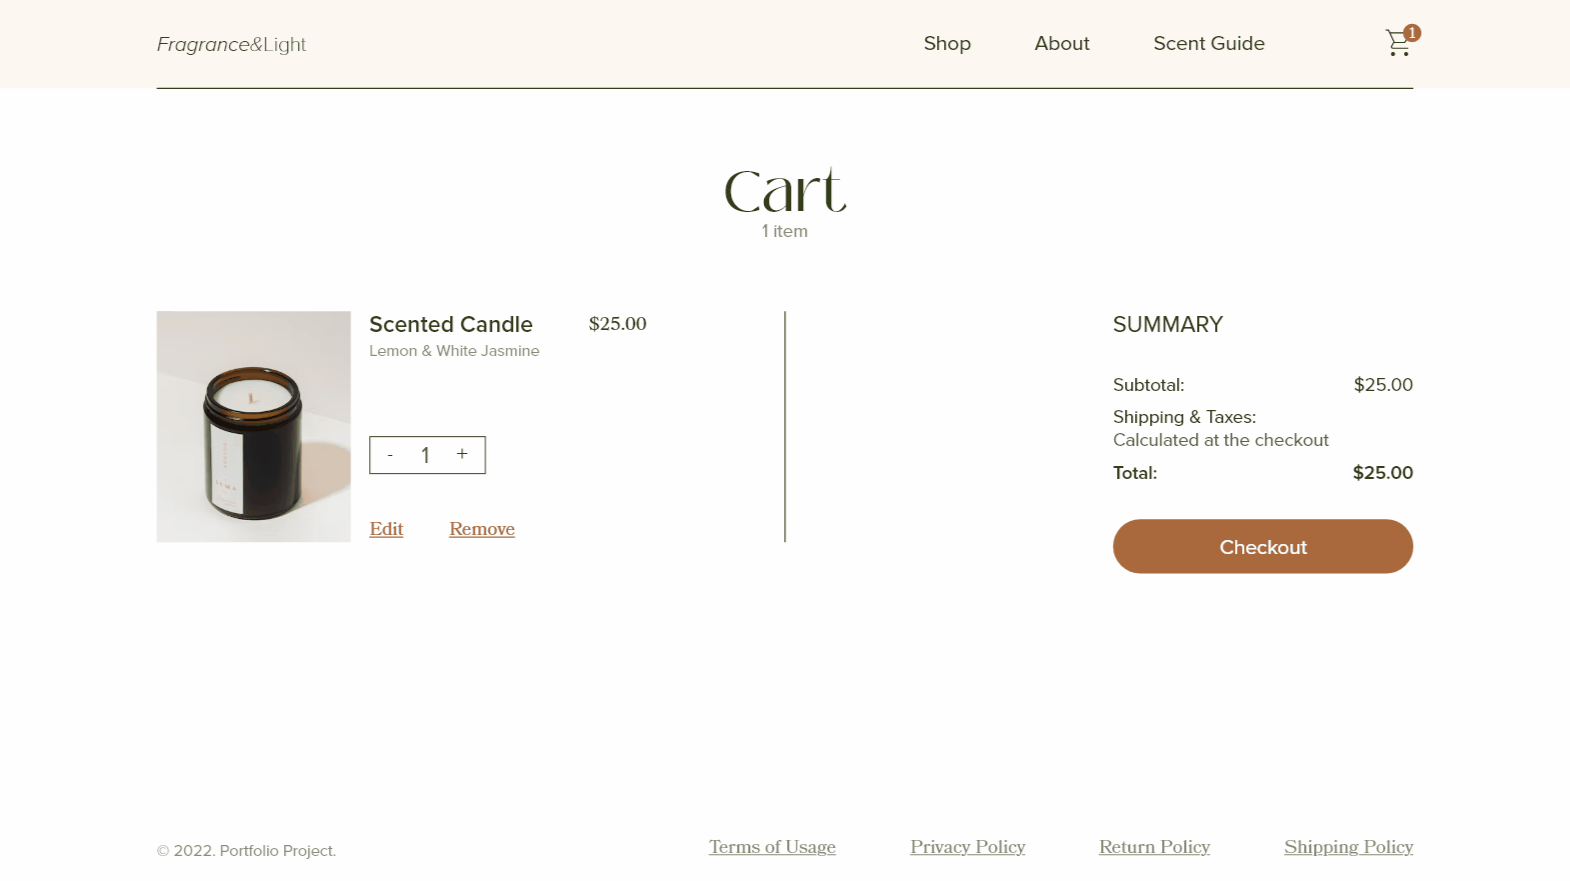 Fragrance&Light
Shop
About
Scent Guide
1
Cart
1 item
Scented Candle
$25.00
Lemon & White Jasmine
- 1 +
Edit
Remove
SUMMARY
Subtotal: $25.00
Shipping & Taxes:
Calculated at the checkout
Total: $25.00
Checkout
© 2022. Portfolio Project.
Terms of Usage
Privacy Policy
Return Policy
Shipping Policy